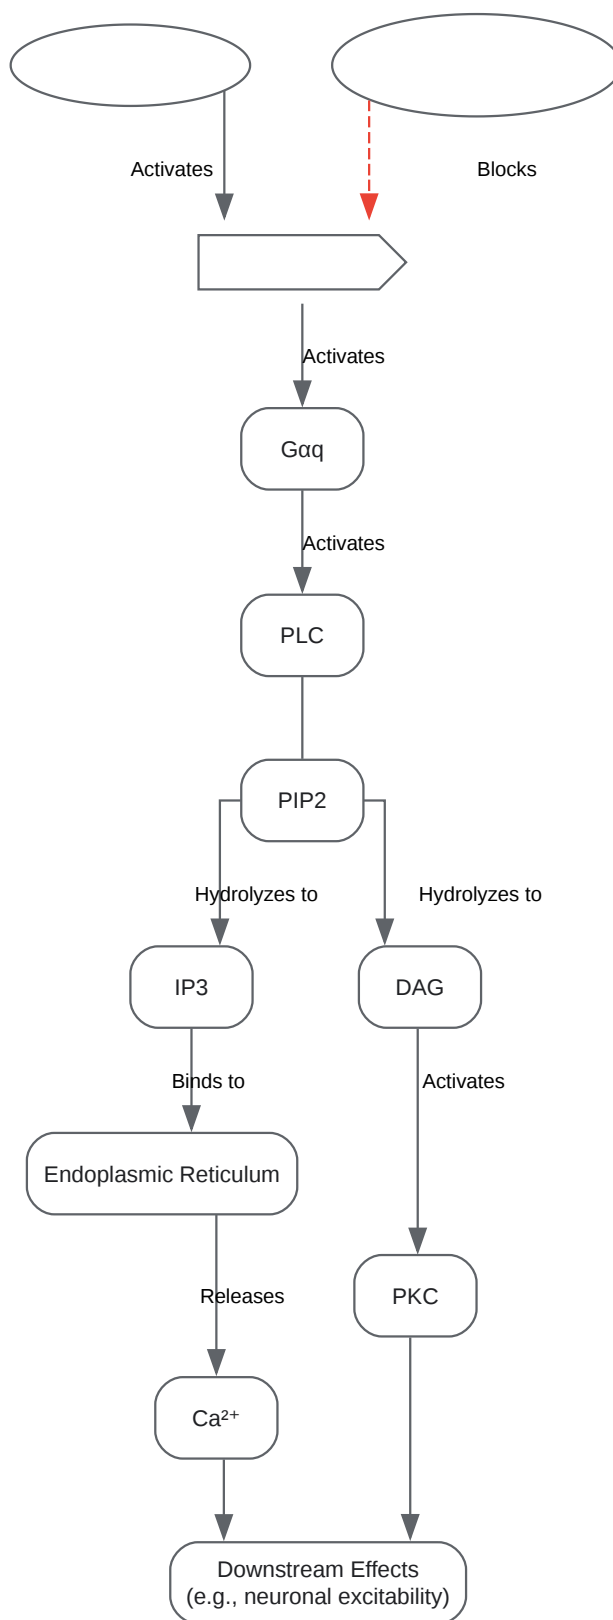 Activates
Blocks
Activates
Gαq
Activates
PLC
PIP2
Hydrolyzes to
Hydrolyzes to
IP3
DAG
Binds to
Activates
Endoplasmic Reticulum
Releases
PKC
Ca²⁺
Downstream Effects
(e.g., neuronal excitability)